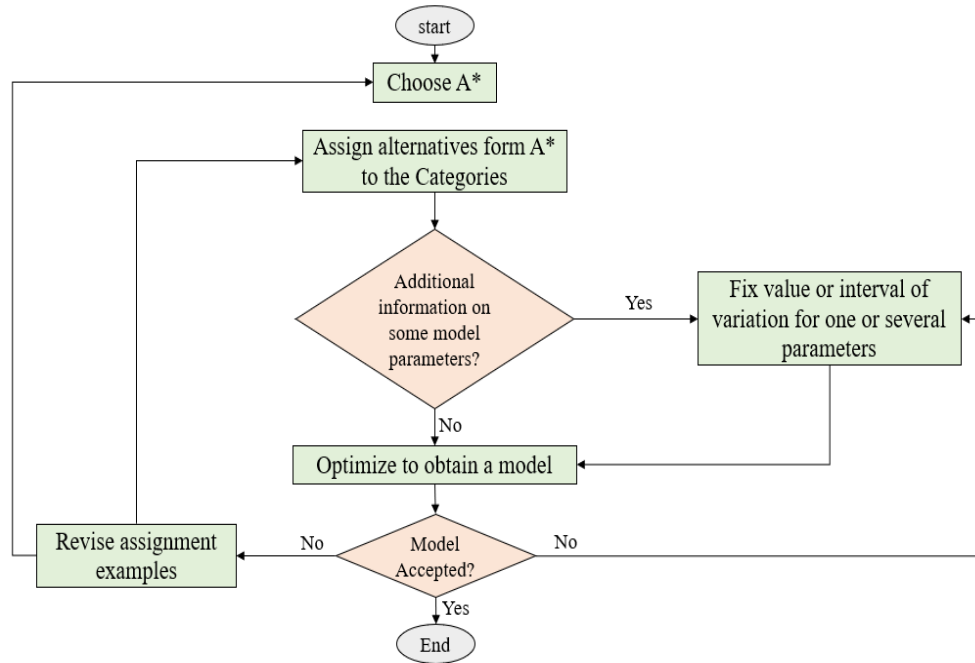 start
Choose A*
Assign alternatives form A*
to the Categories
Additional
information on
some model
parameters?
Yes
Fix value or interval of
variation for one or several
parameters
No
Optimize to obtain a model
Revise assignment
examples
No
Model
Accepted?
No
Yes
End